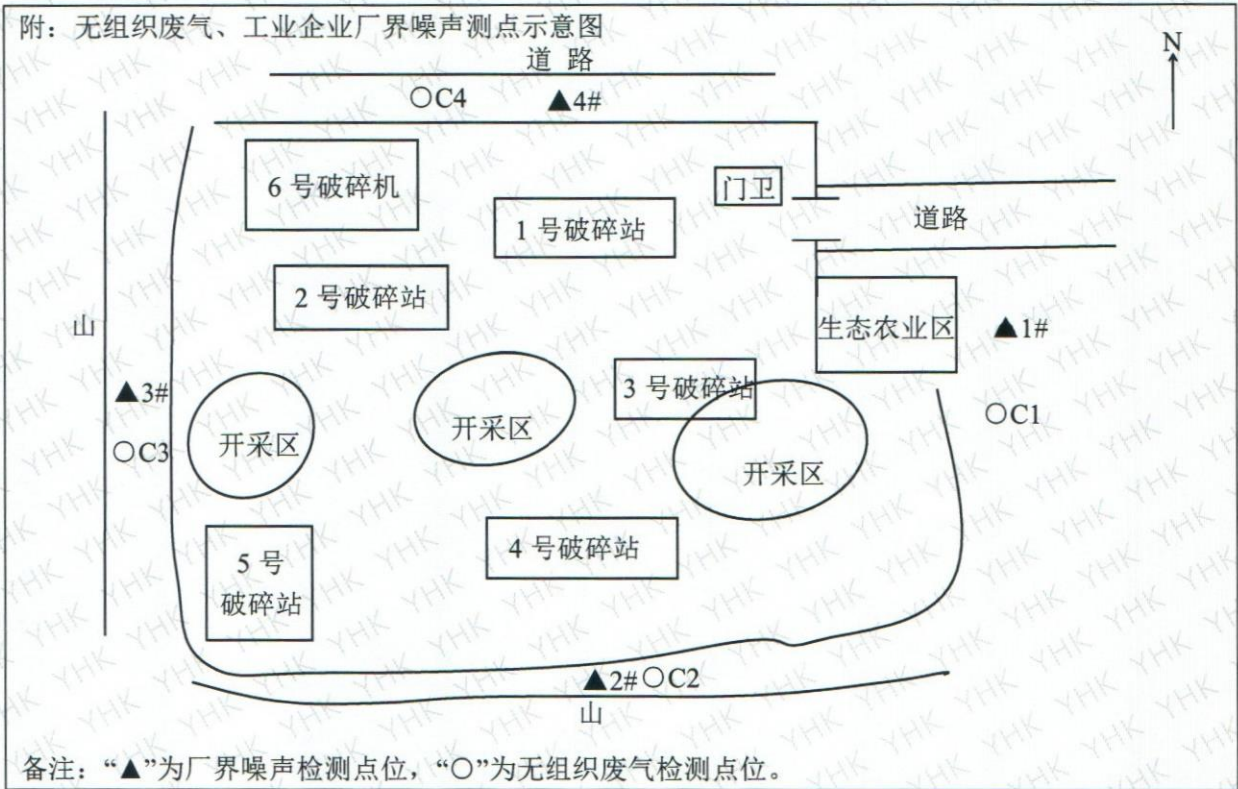 附：无组织废气、工业企业厂界噪声测点示意图
道 路
N
○C4
▲4#
6 号破碎机
门卫
1 号破碎站
道路
2 号破碎站
山
生态农业区
▲1#
3 号破碎站
▲3#
○C1
开采区
开采区
○C3
开采区
4 号破碎站
5 号
破碎站
▲2#○C2
山
备注：“▲”为厂界噪声检测点位，“○”为无组织废气检测点位。
YHK